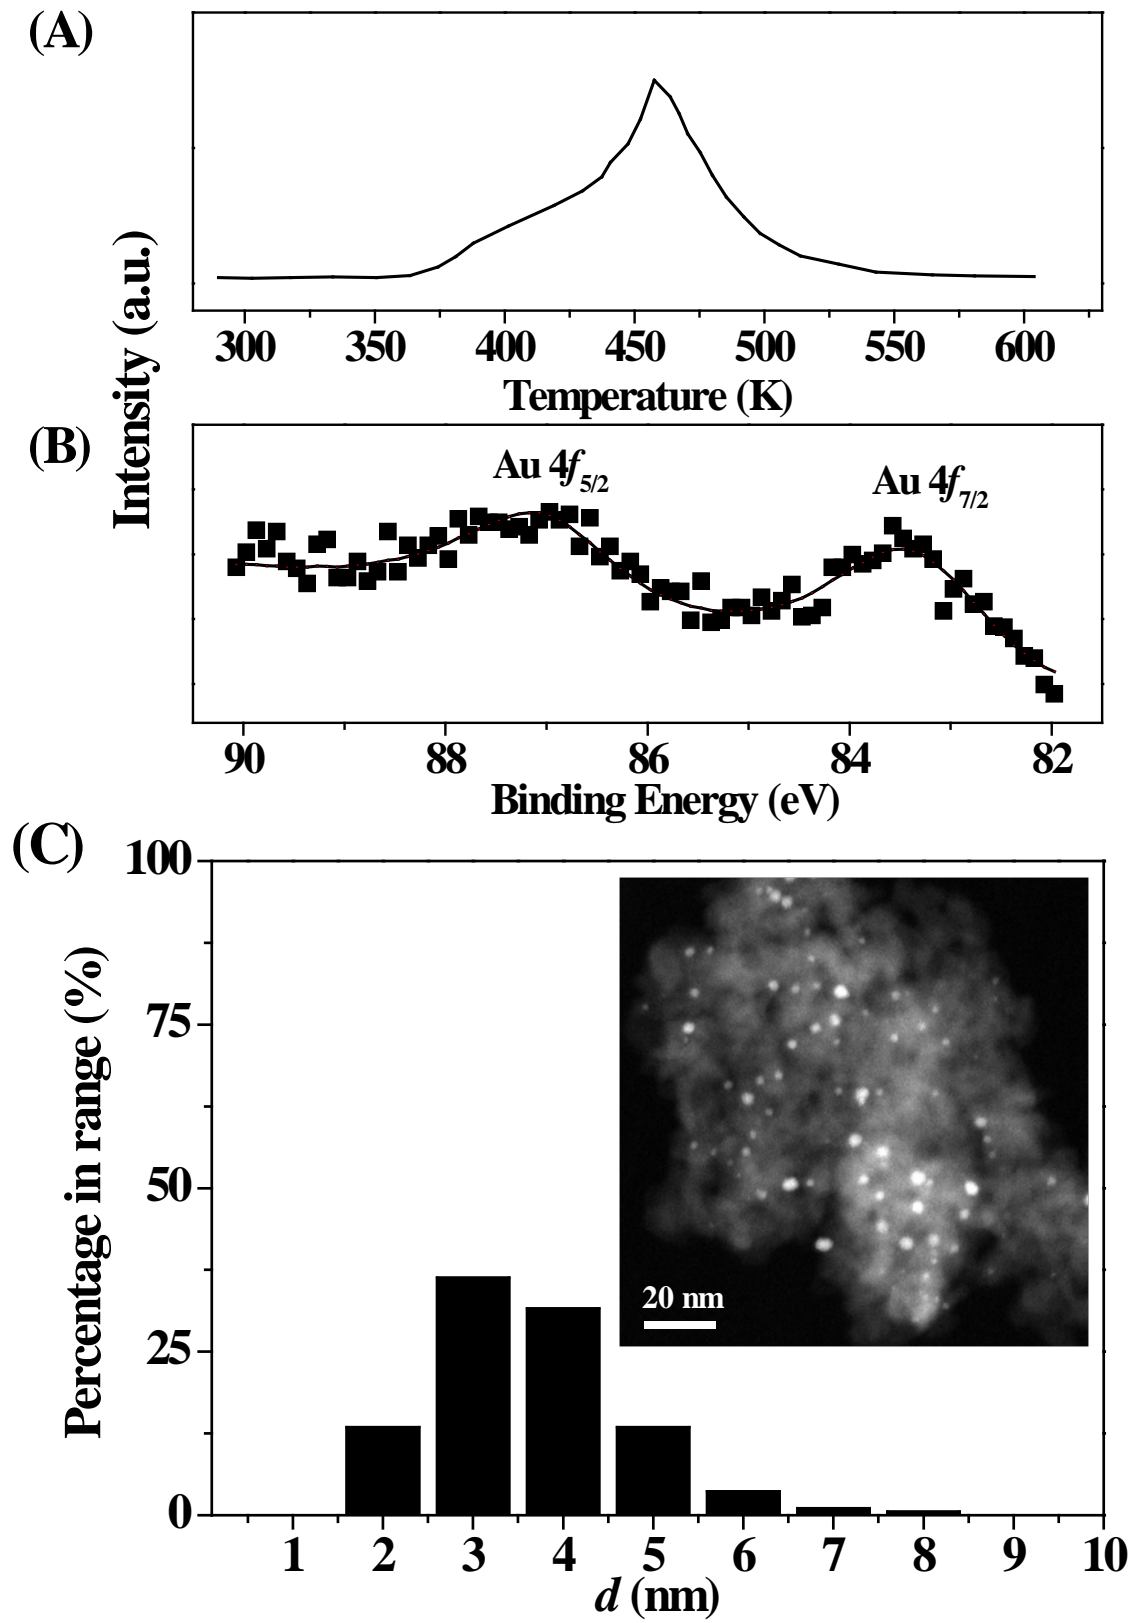 (A)
300 350 400 450 500 550 600
Temperature (K)
Intensity (a.u.)
(B)
Au 4f5/2
Au 4f7/2
90 88 86 84 82
Binding Energy (eV)
(C)
100
75
50
25
0
Percentage in range (%)
20 nm
1 2 3 4 5 6 7 8 9 10
d (nm)